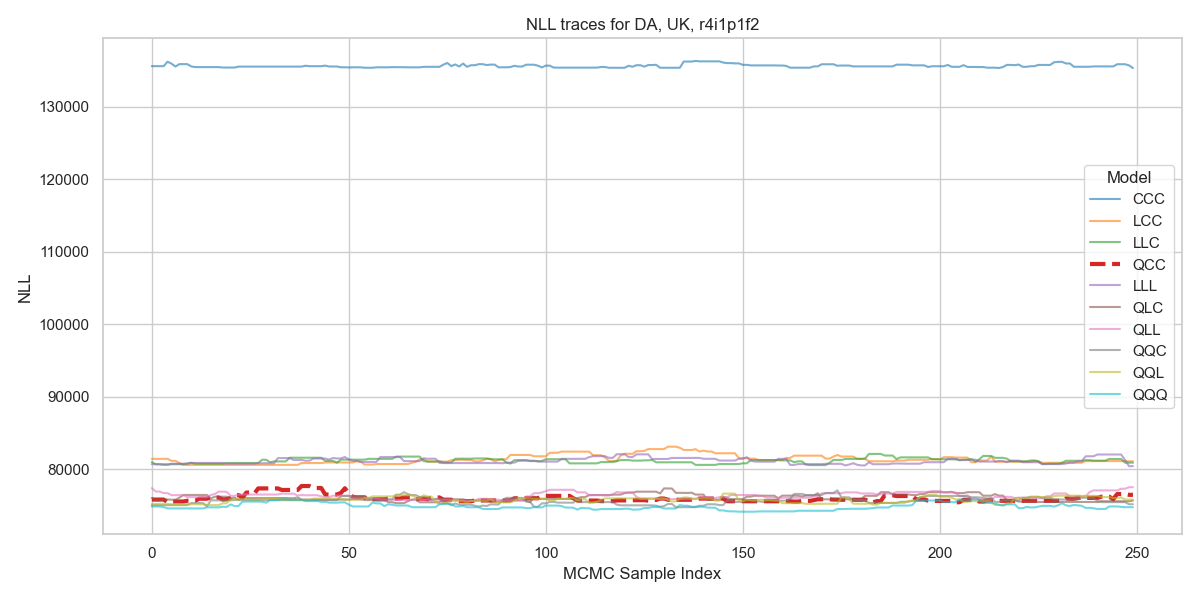 NLL traces for DA, UK, r4i1p1f2
NLL
130000
120000
110000
100000
90000
80000
0
50
100
150
200
250
MCMC Sample Index
Model
CCC
LCC
LLC
QCC
LLL
QLC
QLL
QQC
QQL
QQQ